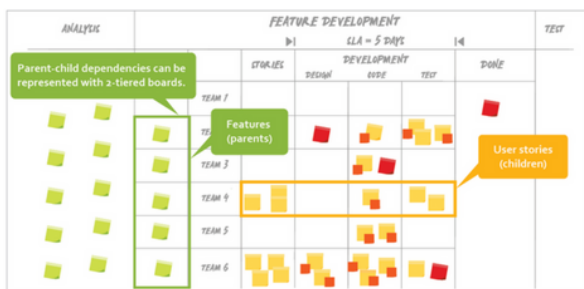 FEATURE DEVELOPMENT
ANALYSIS
TEST
SLA = 5 DAYS
STORIES
DEVELOPMENT
DONE
DESIGN
CODE
TEST
Parent-child dependencies can be
represented with 2-tiered boards.
TEAM 1
Features
(parents)
User stories
(children)
TEAM 3
TEAM 4
TEAM 5
TEAM 6